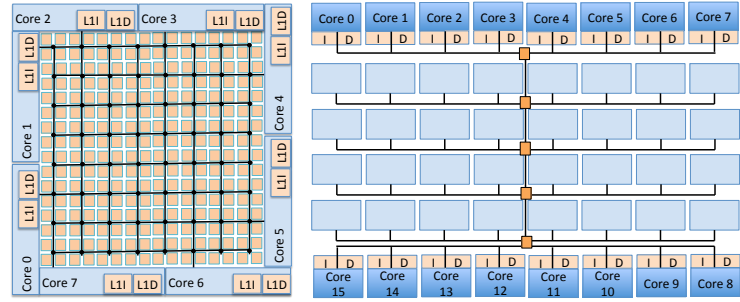 Core 2 L1I L1D Core 3 L1I L1D
L1D
L1I
Core 4
L1D
L1I
Core 1
L1D
L1I
Core 5
L1D
L1I
Core 0
Core 7 L1I L1D Core 6 L1I L1D
Core 0 Core 1 Core 2 Core 3 Core 4 Core 5 Core 6 Core 7
I D I D I D I D I D I D I D I D
I D I D I D I D I D I D I D I D
Core Core Core Core Core Core Core 9 Core 8
15 14 13 12 11 10